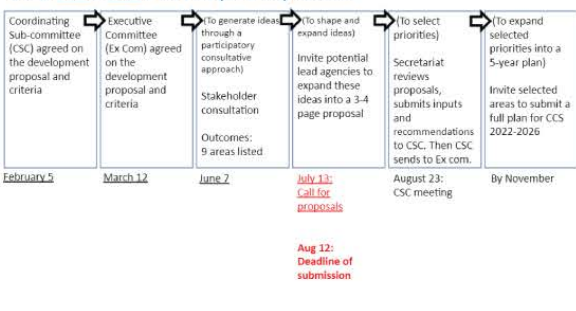 Coordinating
Sub-committee
(CSC) agreed on
the development
proposal and
criteria
Executive
Committee
(Ex Com) agreed
on the
development
proposal and
criteria
(To generate ideas
through a
participatory
consultative
approach)
Stakeholder
consultation
Outcomes:
9 areas listed
(To shape and
expand ideas)
Invite potential
lead agencies to
expand these
ideas into a 3-4
page proposal
(To select
priorities)
Secretariat
reviews
proposals,
submits inputs
and
recommendations
to CSC. Then CSC
sends to Ex com.
(To expand
selected
priorities into a
5-year plan)
Invite selected
areas to submit a
full plan for CCS
2022-2026
February 5
March 12
June 7
July 13:
Call for
proposals
Aug 12:
Deadline of
submission
August 23:
CSC meeting
By November